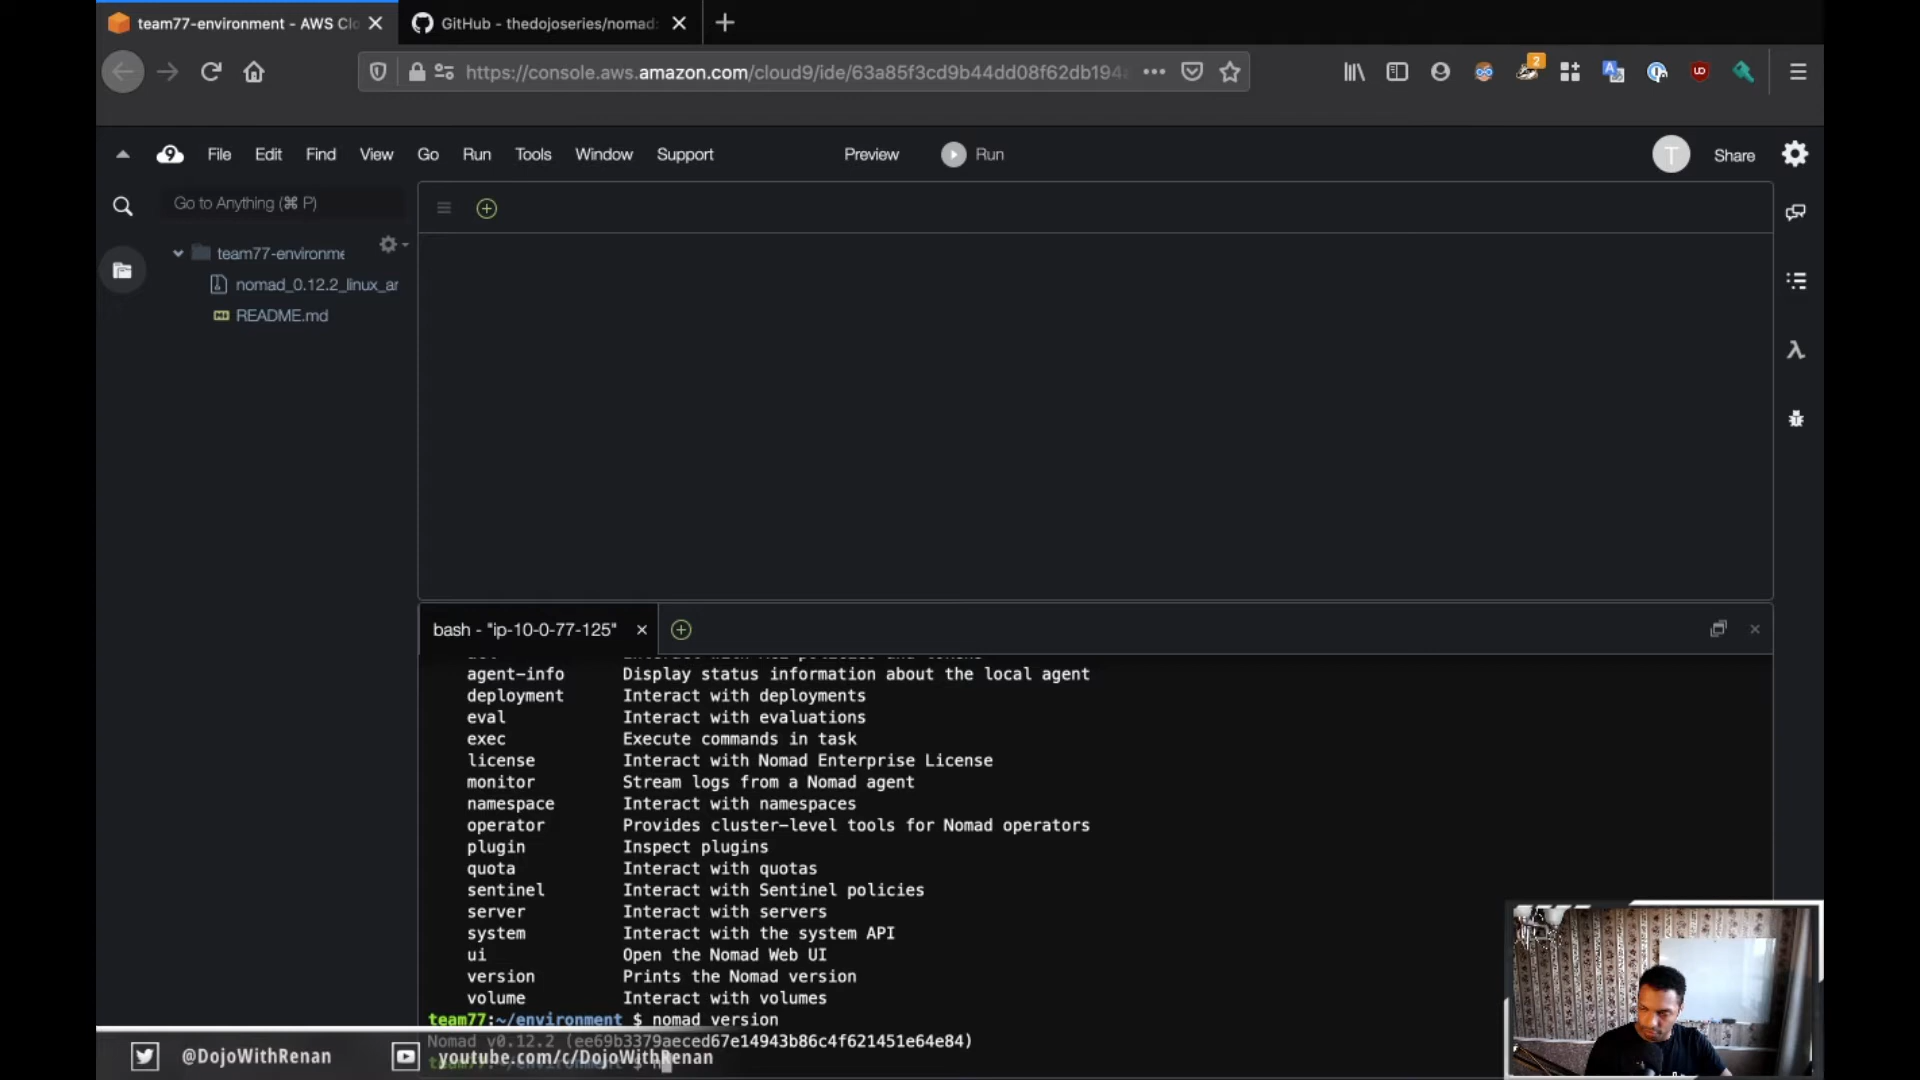 team77-environment - AWS Clo
GitHub - thedojoseries/nomad:
https://console.aws.amazon.com/cloud9/ide/63a85f3cd9b44dd08f62db194a
2
File Edit Find View Go Run Tools Window Support Preview Run
T Share
Go to Anything (⌘ P)
team77-environme
nomad_0.12.2_linux_ar
README.md
bash - "ip-10-0-77-125"
agent-info Display status information about the local agent
deployment Interact with deployments
eval Interact with evaluations
exec Execute commands in task
license Interact with Nomad Enterprise License
monitor Stream logs from a Nomad agent
namespace Interact with namespaces
operator Provides cluster-level tools for Nomad operators
plugin Inspect plugins
quota Interact with quotas
sentinel Interact with Sentinel policies
server Interact with servers
system Interact with the system API
ui Open the Nomad Web UI
version Prints the Nomad version
volume Interact with volumes
team77:~/environment $ nomad version
Nomad v0.12.2 (ee69b3379aeced67e14943b86c4f621451e64e84)
team77:~/environment $
@DojoWithRenan
youtube.com/c/DojoWithRenan